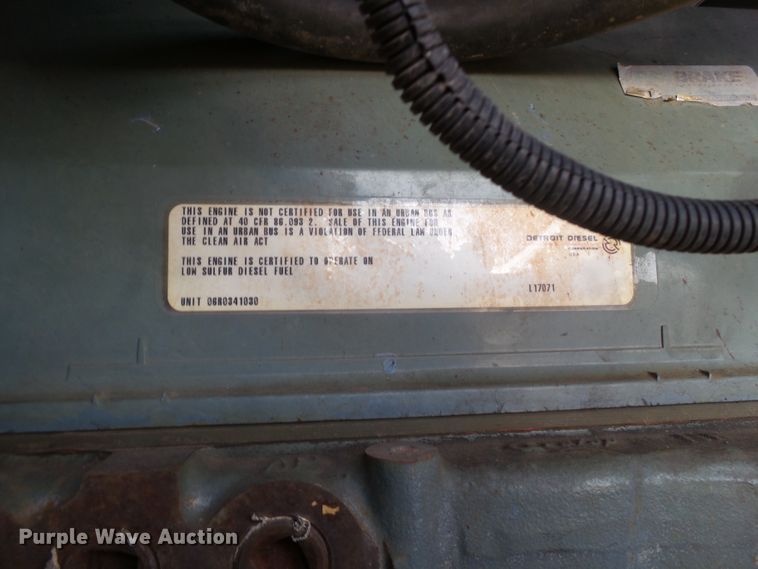 BRAKE
THIS ENGINE IS NOT CERTIFIED FOR USE IN AN URBAN BUS AS
DEFINED AT 40 CFR 86.093 2. SALE OF THIS ENGINE FOR
USE IN AN URBAN BUS IS A VIOLATION OF FEDERAL LAW UNDER
THE CLEAN AIR ACT
DETROIT DIESEL
CORPORATION
USA
THIS ENGINE IS CERTIFIED TO OPERATE ON
LOW SULFUR DIESEL FUEL
L17071
UNIT 06R0341030
Purple Wave Auction